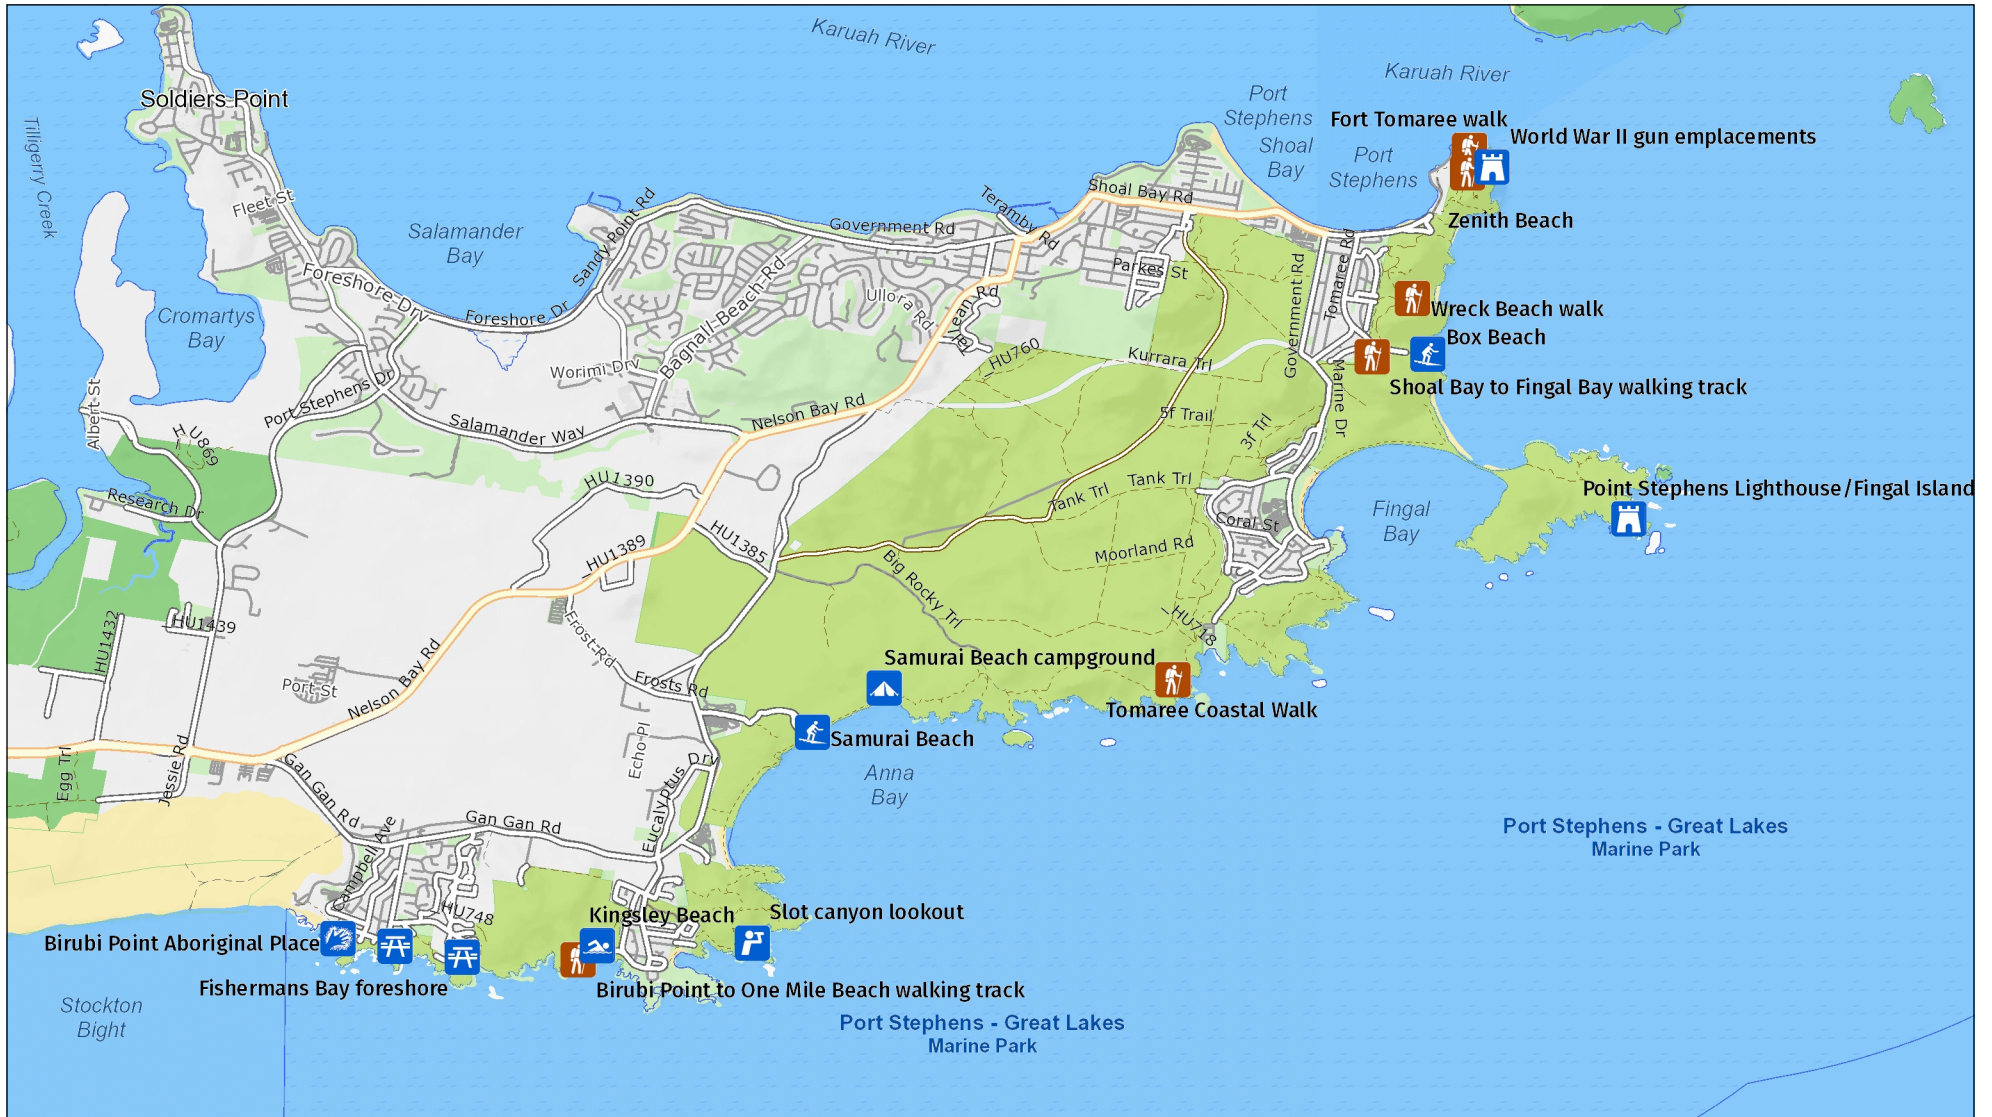 Karuah River
Karuah River
Soldiers Point
Port
Stephens
Fort Tomaree walk
World War II gun emplacements
Tilligerry Creek
Shoal
Bay
Port
Stephens
Fleet St
Shoal Bay Rd
Teramby Rd
Sandy Point Rd
Government Rd
Zenith Beach
Salamander
Bay
Foreshore Drv
Parkes St
Tomaree Rd
Government Rd
Bagnall-Beach-Rd
Ullora Rd
Wreck Beach walk
Foreshore Dr
Cromartys
Bay
Box Beach
_HU760
Kurrara Trl
Worimi Drv
Marine Dr
Shoal Bay to Fingal Bay walking track
Port Stephens Dr
Albert St
Nelson Bay Rd
5f Trail
3f Trl
Salamander Way
HU869
HU1390
Tank Trl
Tank Trl
Point Stephens Lighthouse/Fingal Island
Research Dr
Coral St
Fingal
Bay
HU1385
_HU1389
Moorland Rd
Big Rocky Trl
_HU1439
HU1432
Frost-Rd
_HU718
Samurai Beach campground
Nelson Bay Rd
Port St
Frosts Rd
Tomaree Coastal Walk
Samurai Beach
Echo-Pl
Egg Trl
Jessie Rd
Eucalyptus Drv
Anna
Bay
Gan Gan Rd
Gan Gan Rd
Port Stephens - Great Lakes
Marine Park
Campbell Ave
HU748
Kingsley Beach
Slot canyon lookout
Birubi Point Aboriginal Place
Fishermans Bay foreshore
Birubi Point to One Mile Beach walking track
Stockton
Bight
Port Stephens - Great Lakes
Marine Park